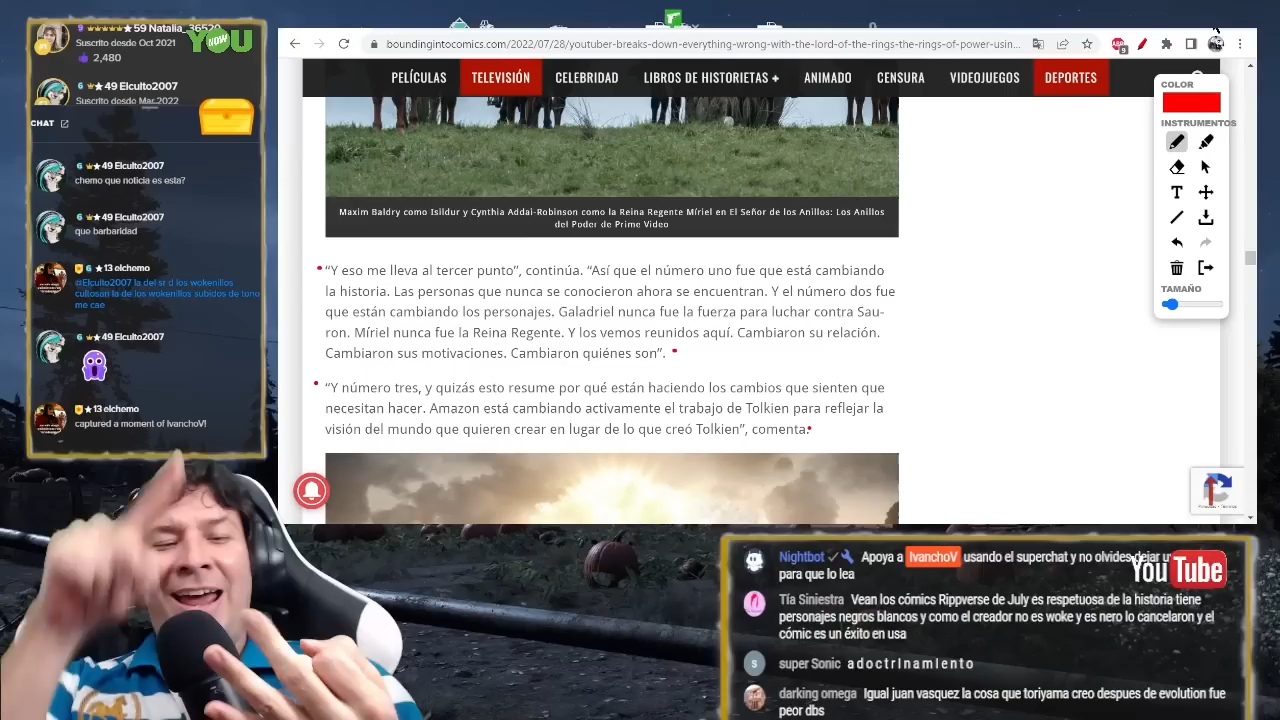 9 ★★★★★★59 Natalia_36520
Suscrito desde Oct 2021
2,480
YOU NOW
6 ★49 Elculto2007
Suscrito desde Mar 2022
CHAT
6 ★49 Elculto2007
chemo que noticia es esta?
6 ★49 Elculto2007
que barbaridad
6 ★13 elchemo
@Elculto2007 la del sr d los wokenillos
cultosan la de los wokenillos subidos de tono
me cae
6 ★49 Elculto2007
★13 elchemo
captured a moment of IvanchoV!
boundingintocomics.com/2022/07/28/youtuber-breaks-down-everything-wrong-with-the-lord-of-the-rings-the-rings-of-power-usin...
9
PELÍCULAS
TELEVISIÓN
CELEBRIDAD
LIBROS DE HISTORIETAS +
ANIMADO
CENSURA
VIDEOJUEGOS
DEPORTES
Maxim Baldry como Isildur y Cynthia Addai-Robinson como la Reina Regente Míriel en El Señor de los Anillos: Los Anillos
del Poder de Prime Video
“Y eso me lleva al tercer punto”, continúa. “Así que el número uno fue que está cambiando
la historia. Las personas que nunca se conocieron ahora se encuentran. Y el número dos fue
que están cambiando los personajes. Galadriel nunca fue la fuerza para luchar contra Sau-
ron. Míriel nunca fue la Reina Regente. Y los vemos reunidos aquí. Cambiaron su relación.
Cambiaron sus motivaciones. Cambiaron quiénes son”.
“Y número tres, y quizás esto resume por qué están haciendo los cambios que sienten que
necesitan hacer. Amazon está cambiando activamente el trabajo de Tolkien para reflejar la
visión del mundo que quieren crear en lugar de lo que creó Tolkien”, comenta.
COLOR
INSTRUMENTOS
T
TAMAÑO
Nightbot Apoya a IvanchoV usando el superchat y no olvides dejar
para que lo lea
YouTube
Tía Siniestra Vean los cómics Rippverse de July es respetuosa de la historia tiene
personajes negros blancos y como el creador no es woke y es nero lo cancelaron y el
cómic es un éxito en usa
S super Sonic adoctrinamiento
darking omega Igual juan vasquez la cosa que toriyama creo despues de evolution fue
peor dbs